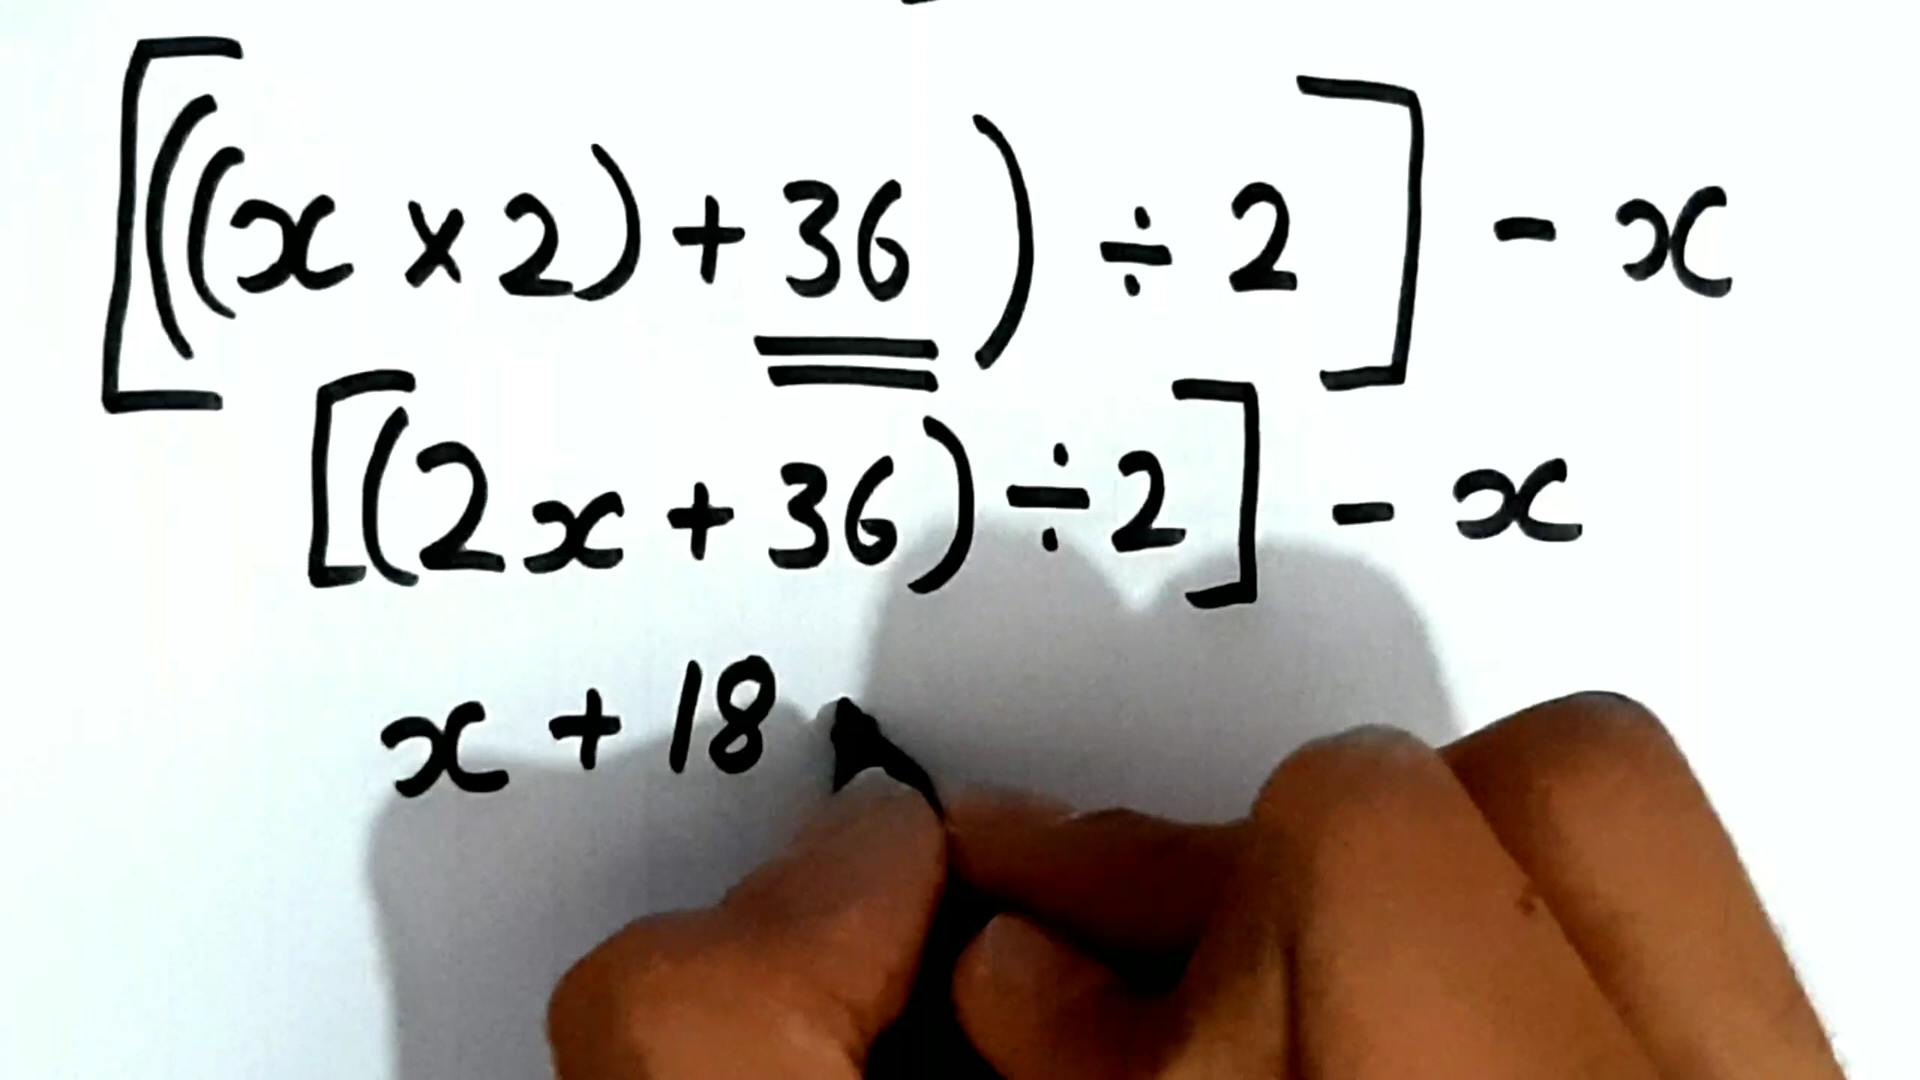 [((x × 2) + 36) ÷ 2] - x
[(2x + 36) ÷ 2] - x
x + 18